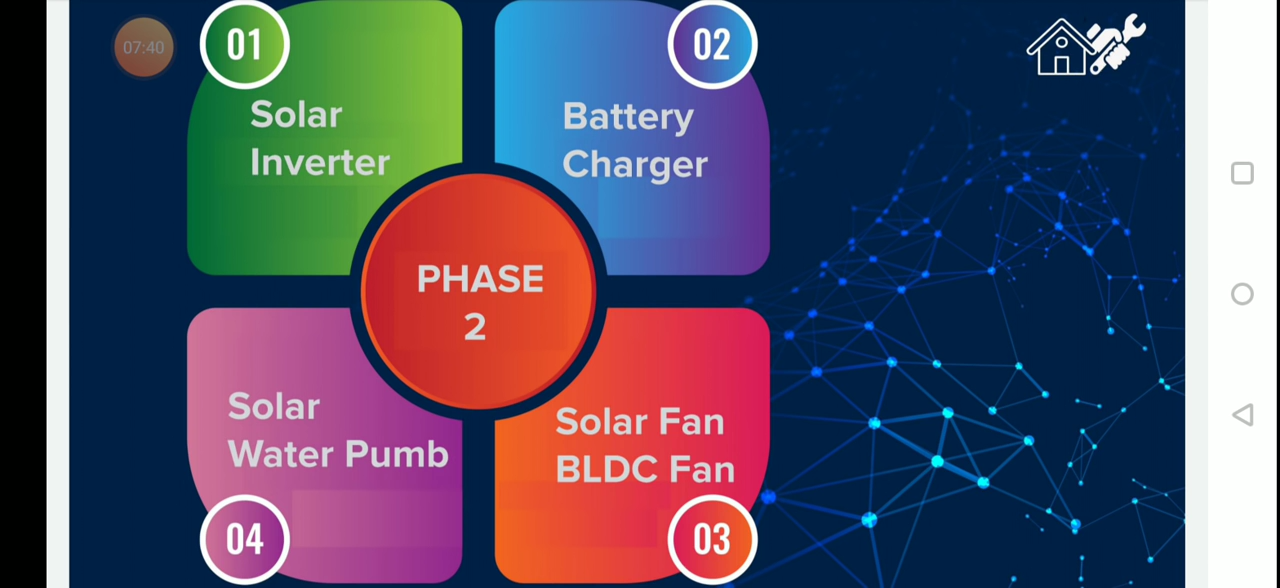 07:40
01
Solar
Inverter
02
Battery
Charger
PHASE
2
Solar
Water Pumb
04
Solar Fan
BLDC Fan
03